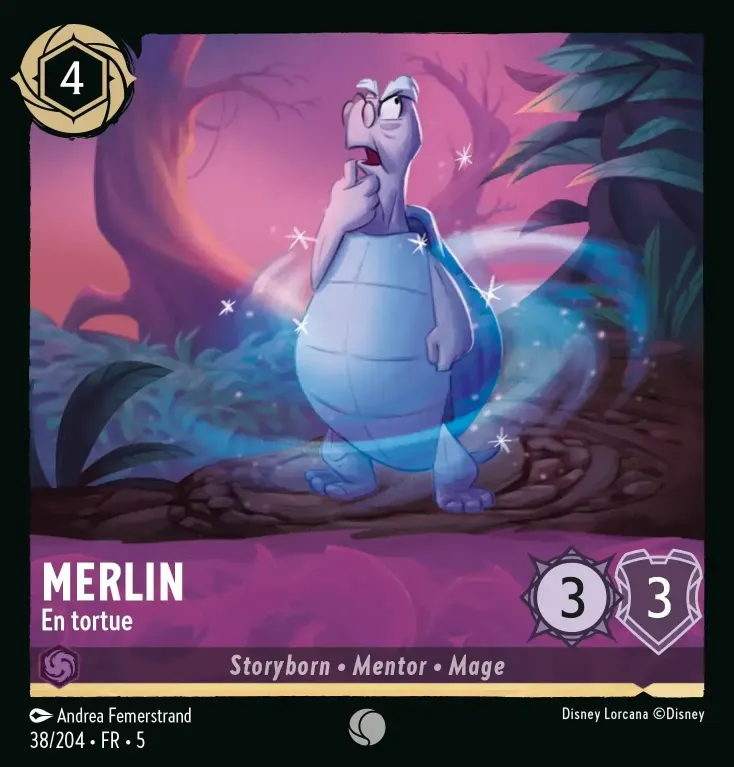 4
MERLIN
En tortue
3
3
Storyborn • Mentor • Mage
Andrea Femerstrand
Disney Lorcana ©Disney
38/204 • FR • 5